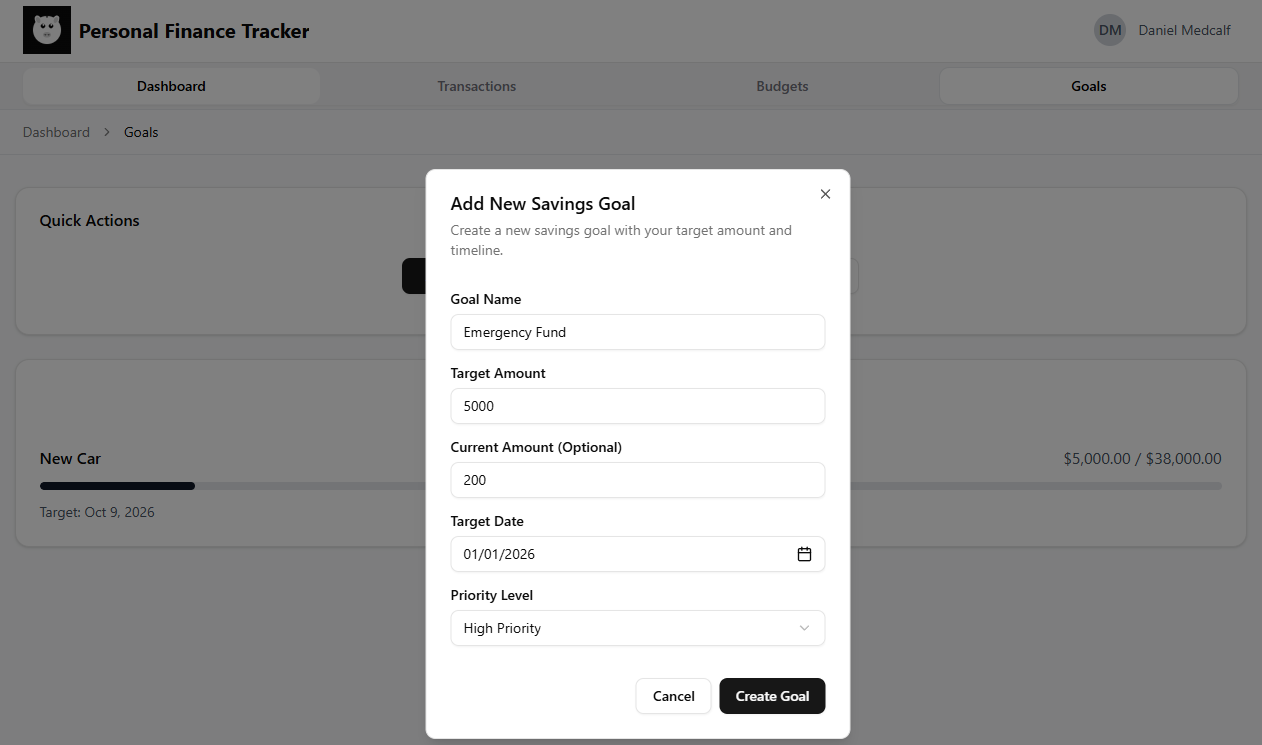 Personal Finance Tracker
DM
Daniel Medcalf
Dashboard
Transactions
Budgets
Goals
Dashboard > Goals
Quick Actions
New Car
$5,000.00 / $38,000.00
Target: Oct 9, 2026
Add New Savings Goal
Create a new savings goal with your target amount and
timeline.
Goal Name
Emergency Fund
Target Amount
5000
Current Amount (Optional)
200
Target Date
01/01/2026
Priority Level
High Priority
Cancel
Create Goal